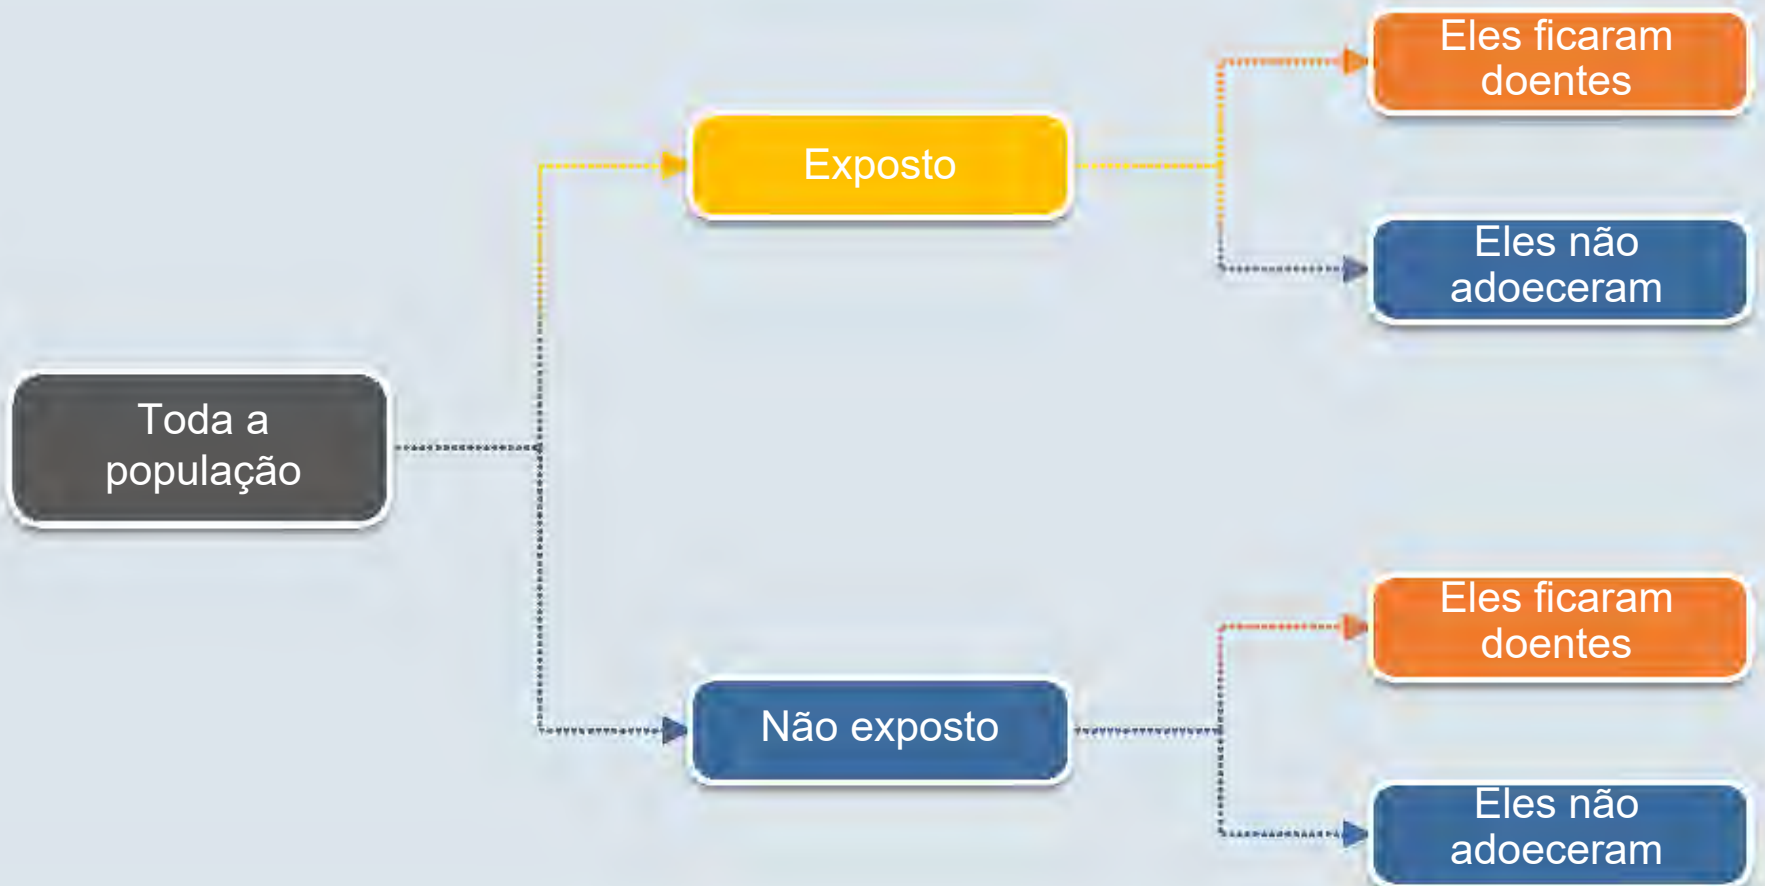 Eles ficaram
doentes
Exposto
Eles não
adoeceram
Toda a
população
Eles ficaram
doentes
Não exposto
Eles não
adoeceram